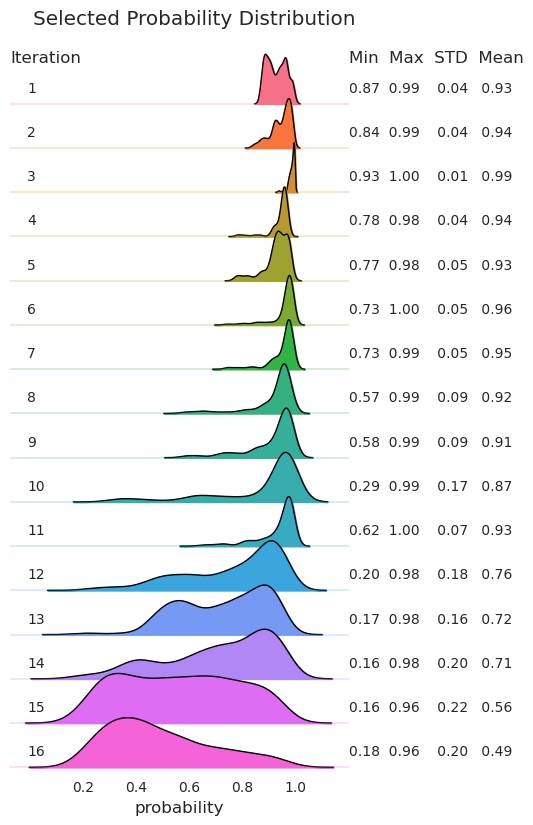 Selected Probability Distribution
Iteration Min Max STD Mean
1 0.87 0.99 0.04 0.93
2 0.84 0.99 0.04 0.94
3 0.93 1.00 0.01 0.99
4 0.78 0.98 0.04 0.94
5 0.77 0.98 0.05 0.93
6 0.73 1.00 0.05 0.96
7 0.73 0.99 0.05 0.95
8 0.57 0.99 0.09 0.92
9 0.58 0.99 0.09 0.91
10 0.29 0.99 0.17 0.87
11 0.62 1.00 0.07 0.93
12 0.20 0.98 0.18 0.76
13 0.17 0.98 0.16 0.72
14 0.16 0.98 0.20 0.71
15 0.16 0.96 0.22 0.56
16 0.18 0.96 0.20 0.49
0.2 0.4 0.6 0.8 1.0
probability